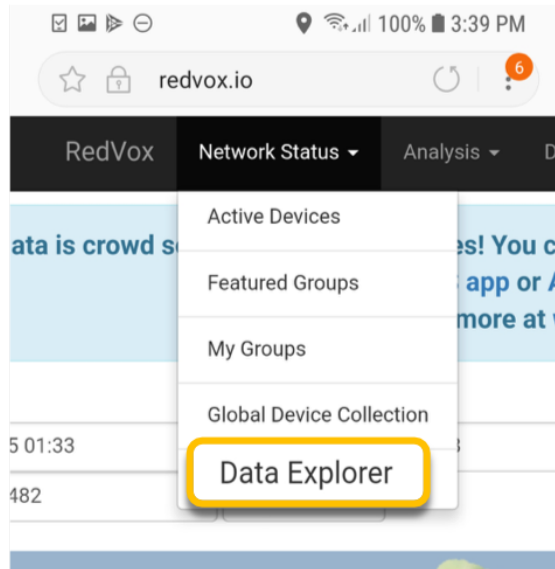 100% 3:39 PM
redvox.io
6
RedVox Network Status Analysis D
Active Devices
ata is crowd s es! You c
Featured Groups app or A
more at
My Groups
Global Device Collection
5 01:33
Data Explorer
482